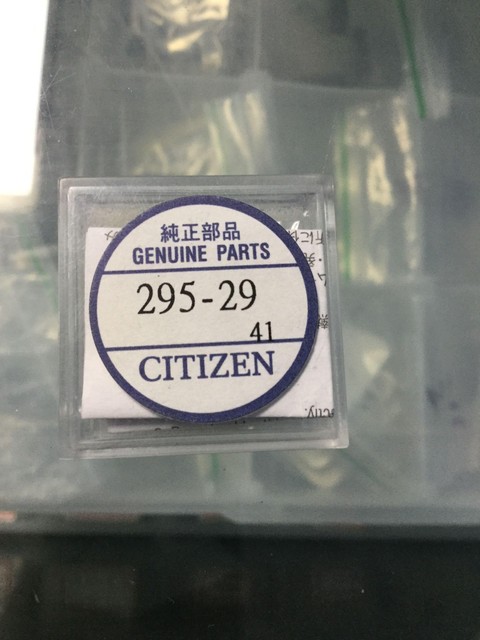 純正部品
GENUINE PARTS
295-29
41
CITIZEN